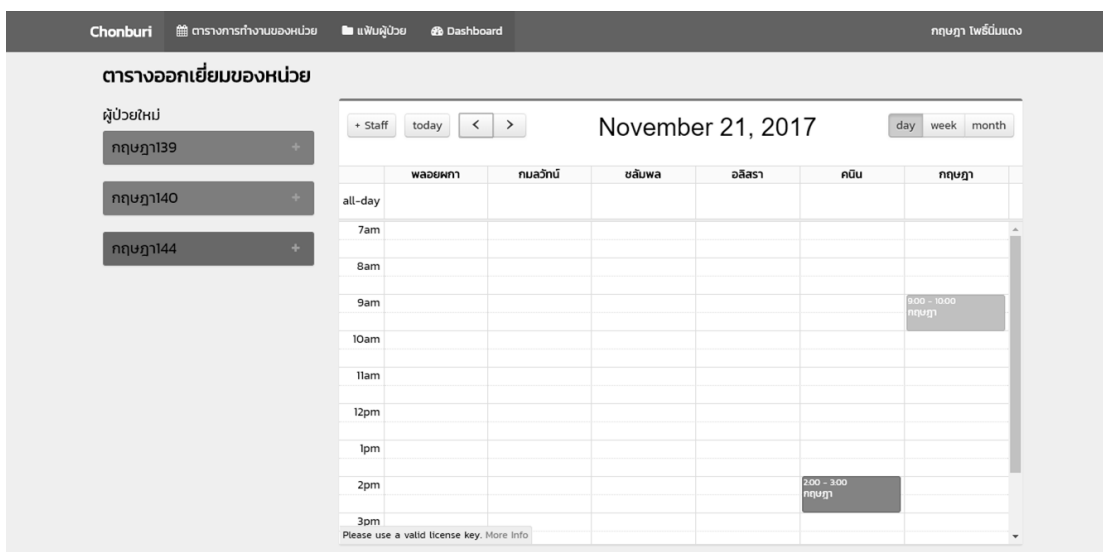 Chonburi ตารางการทำงานของหน่วย แฟ้มผู้ป่วย Dashboard กฤษฎา โพธิ์นิ่มแดง
ตารางออกเยี่ยมของหน่วย
ผู้ป่วยใหม่
กฤษฎา139 +
กฤษฎา140 +
กฤษฎา144 +
+ Staff today < > November 21, 2017 day week month
พลอยผกา กมลวัทน์ ชลัมพล อลิสรา คนิน กฤษฎา
all-day
7am
8am
9am
9:00 - 10:00
กฤษฎา
10am
11am
12pm
1pm
2pm
2:00 - 3:00
กฤษฎา
3pm
Please use a valid license key. More Info